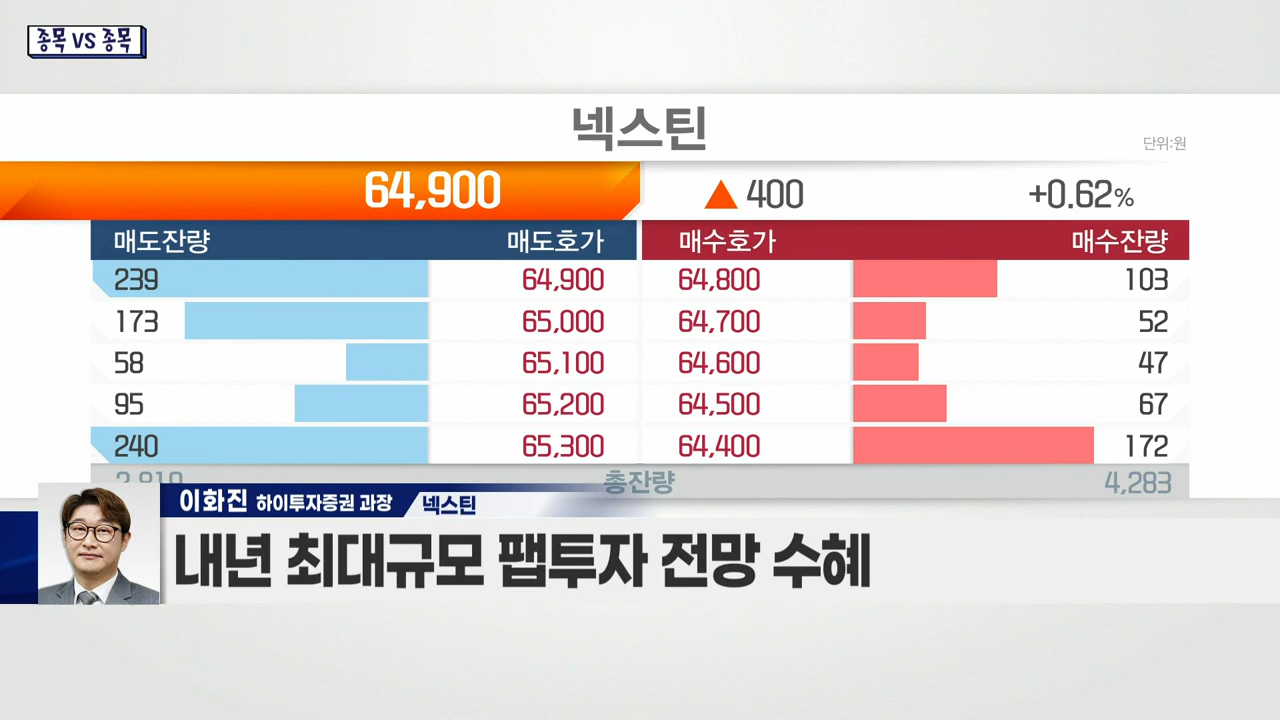 종목 VS 종목
넥스틴
단위:원
64,900 ▲ 400 +0.62%
매도잔량 매도호가 매수호가 매수잔량
239 64,900 64,800 103
173 65,000 64,700 52
58 65,100 64,600 47
95 65,200 64,500 67
240 65,300 64,400 172
총잔량 4,283
이화진 하이투자증권 과장 넥스틴
내년 최대규모 팹투자 전망 수혜